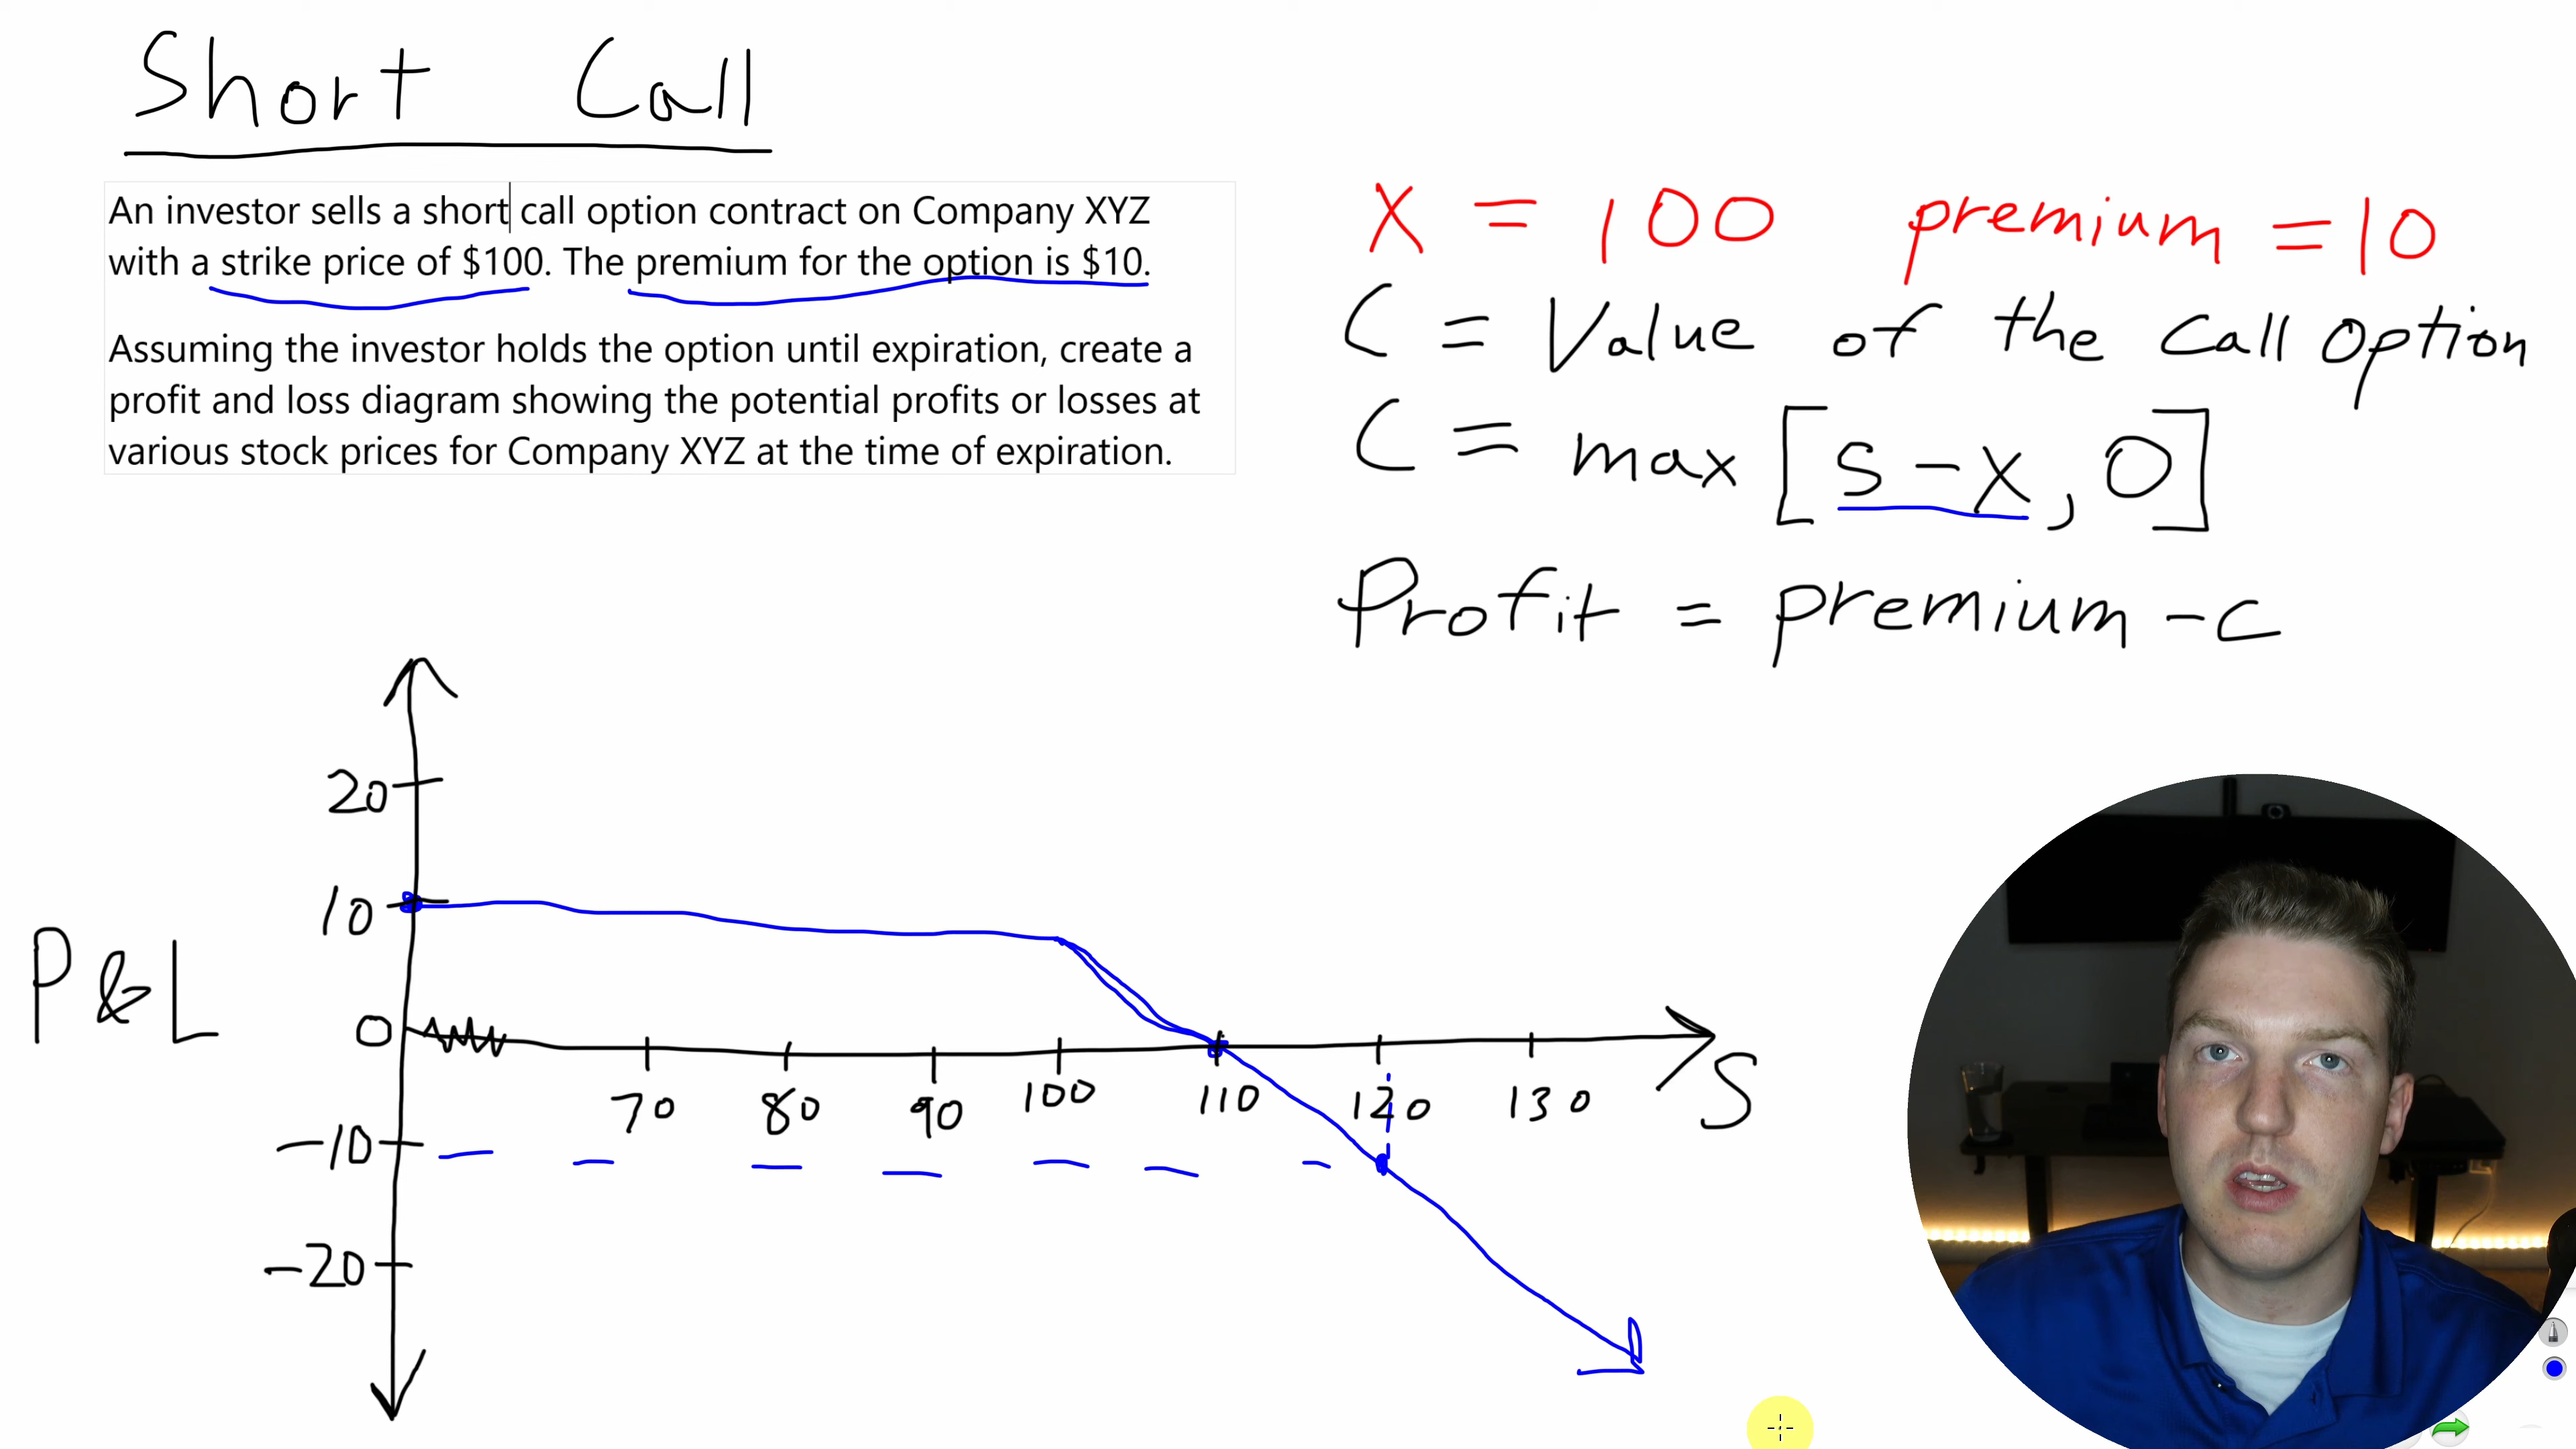 Short Call
An investor sells a short call option contract on Company XYZ
with a strike price of $100. The premium for the option is $10.
Assuming the investor holds the option until expiration, create a
profit and loss diagram showing the potential profits or losses at
various stock prices for Company XYZ at the time of expiration.
X = 100 premium = 10
C = Value of the Call Option
C = max [S - X, 0]
Profit = premium - C
20
10
P&L
0
70 80 90 100 110 120 130 S
-10
-20